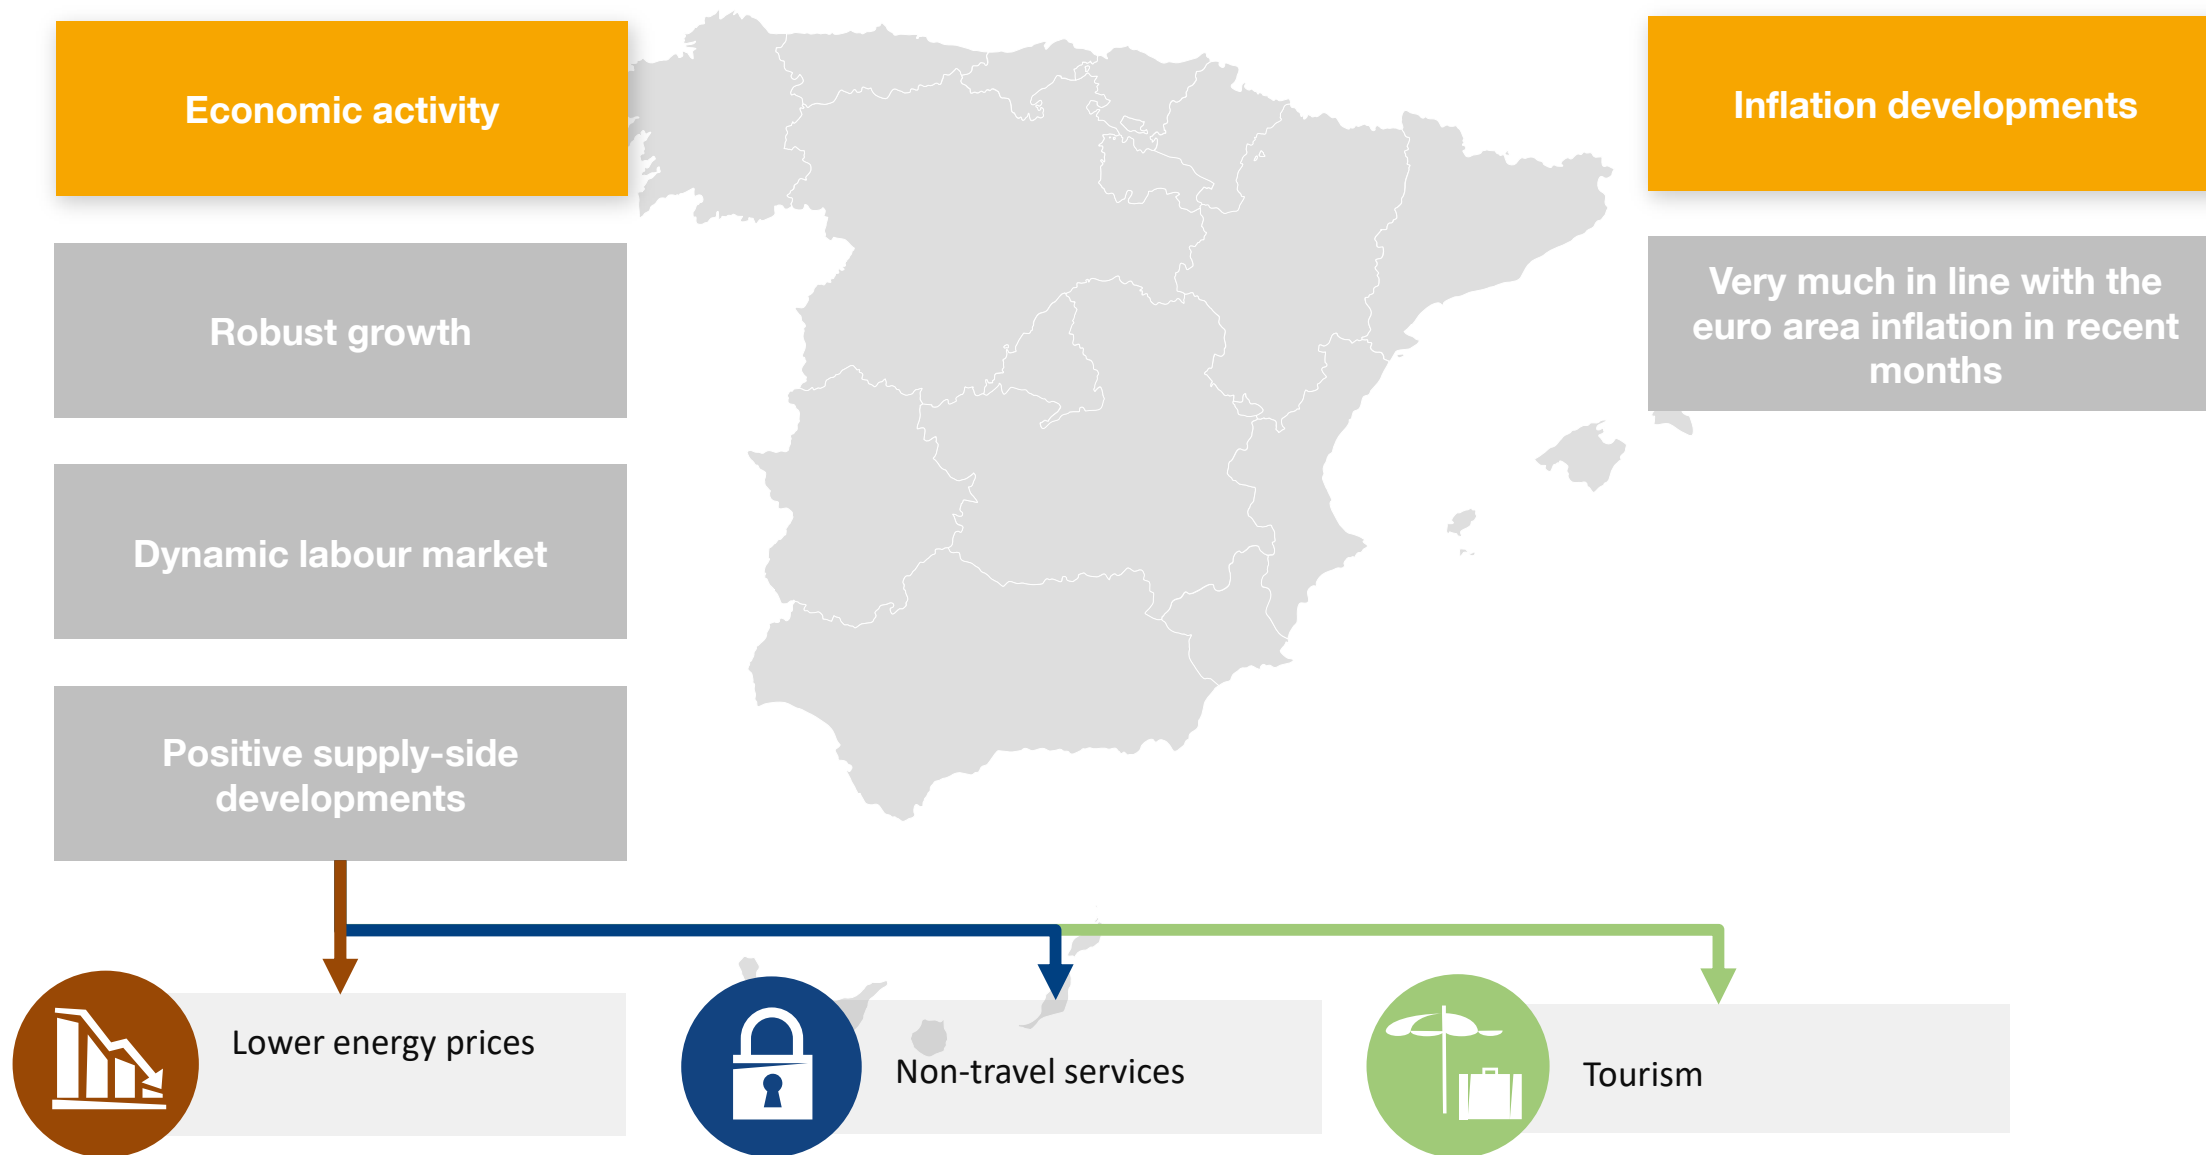 Economic activity
Robust growth
Dynamic labour market
Positive supply-side
developments
Inflation developments
Very much in line with the
euro area inflation in recent
months
Lower energy prices
Non-travel services
Tourism